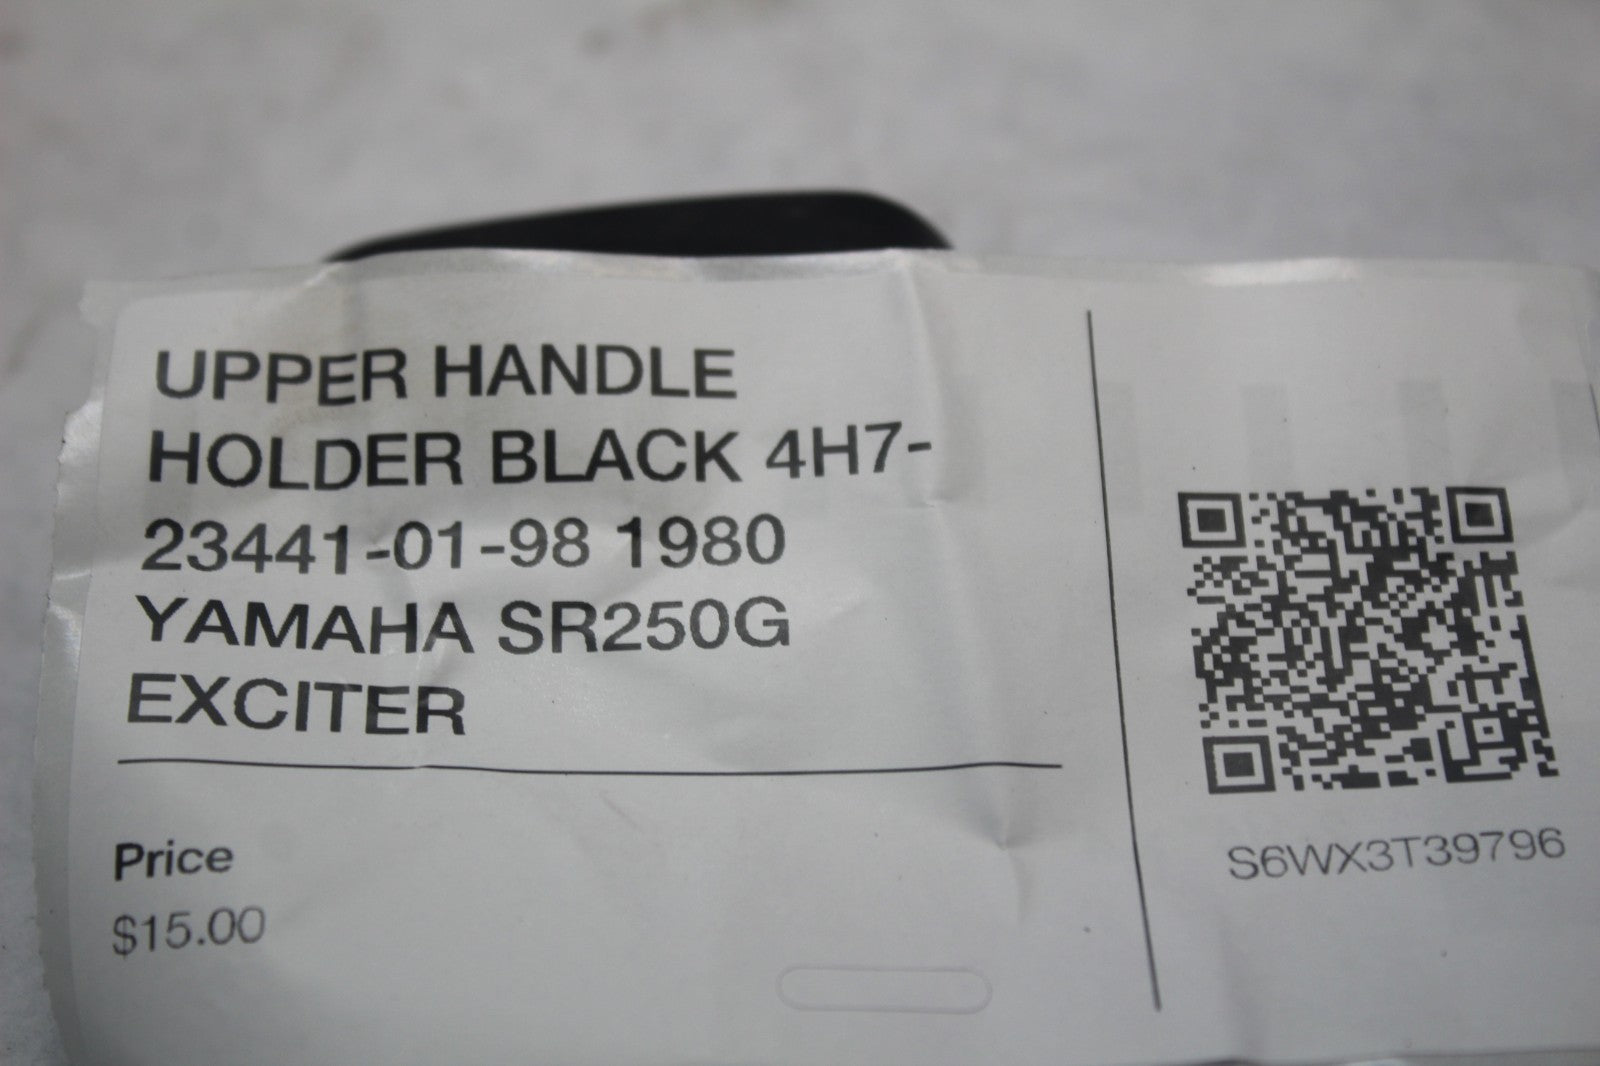 UPPER HANDLE
HOLDER BLACK 4H7-
23441-01-98 1980
YAMAHA SR250G
EXCITER
Price
$15.00
S6WX3T39796